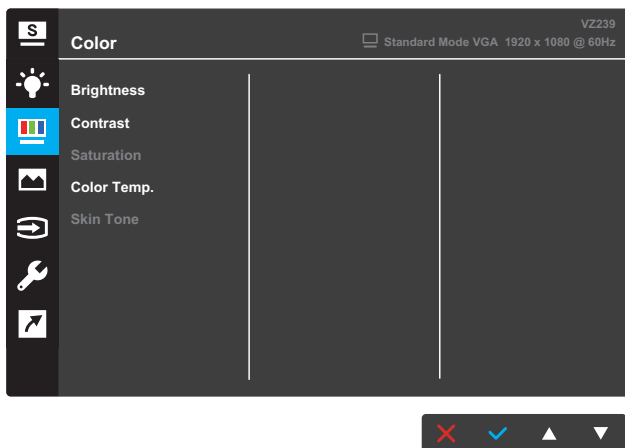 S
VZ239
Color
Standard Mode VGA 1920 x 1080 @ 60Hz
Brightness
Contrast
Saturation
Color Temp.
Skin Tone